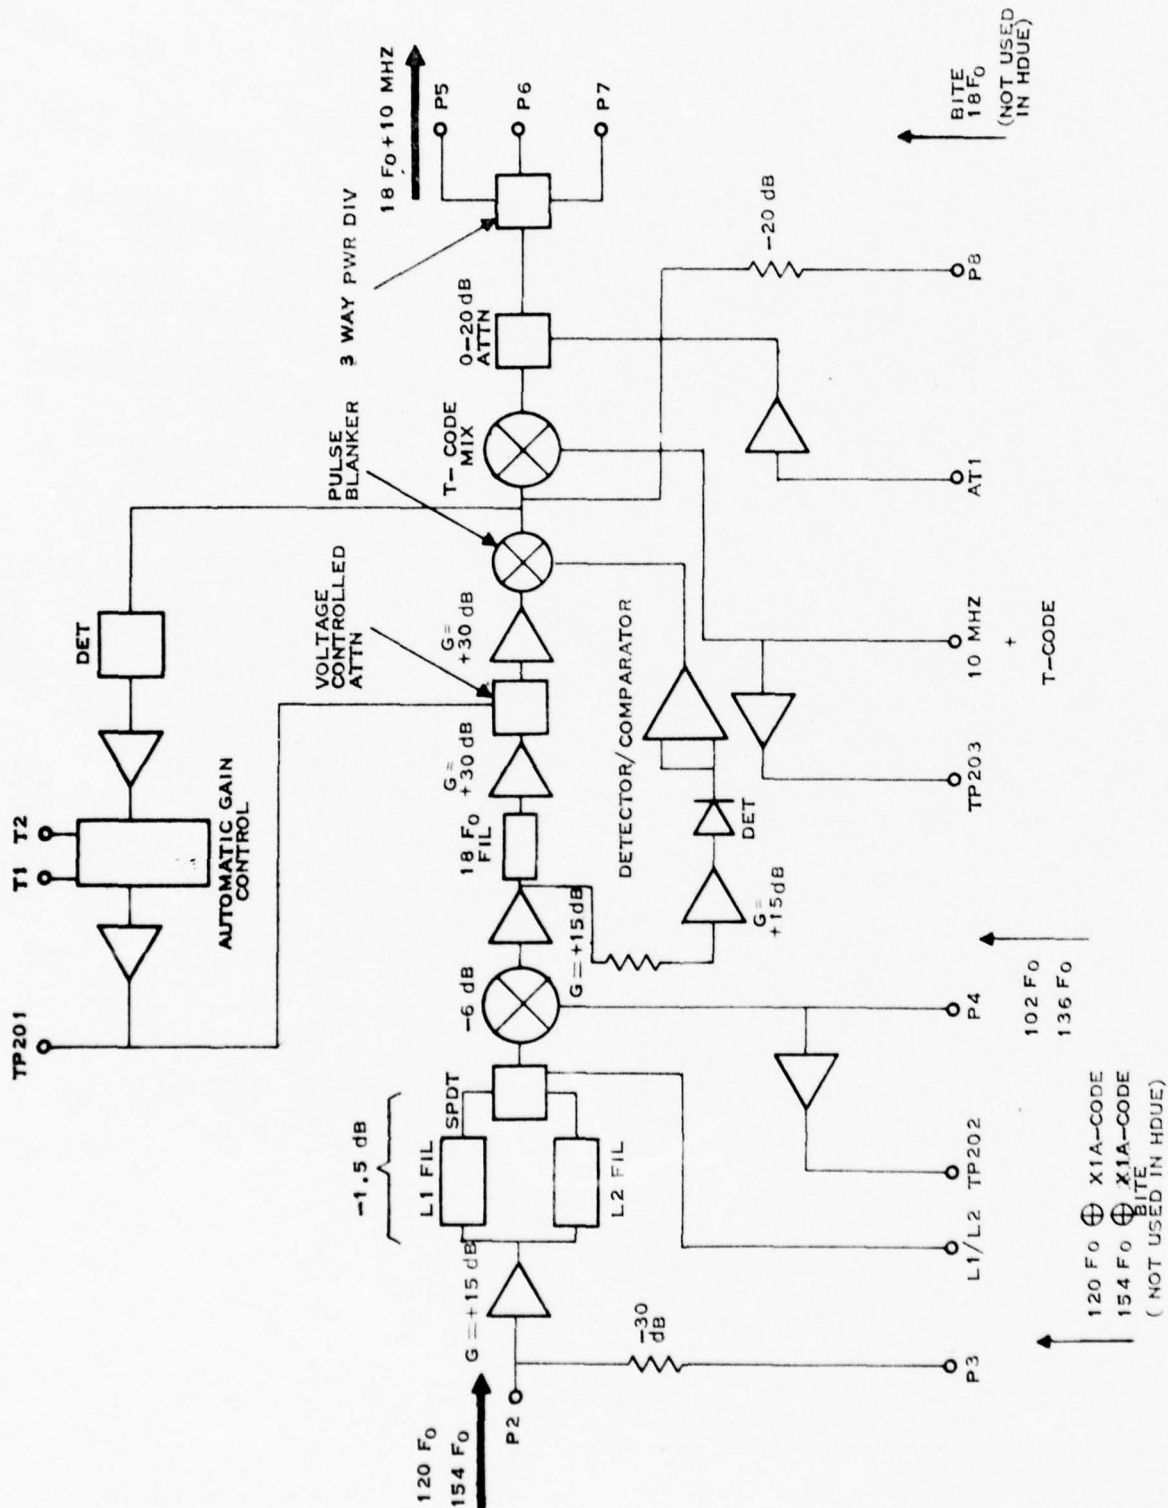 TP201
T1
T2
AUTOMATIC GAIN
CONTROL
DET
VOLTAGE
CONTROLLED
ATTN
PULSE
BLANKER
3 WAY PWR DIV
18 F0 + 10 MHZ
120 F0
154 F0
P2
G = +15 dB
-1.5 dB
L1 FIL
SPDT
L2 FIL
-6 dB
G = +15 dB
18 F0
FIL
G =
+30 dB
G =
+30 dB
T-CODE
MIX
0-20 dB
ATTN
P5
P6
P7
-30
dB
G =
+15dB
DET
DETECTOR/COMPARATOR
-20 dB
P3
L1/L2
TP202
P4
TP203
10 MHZ
+
T-CODE
AT1
P8
120 F0 ⊕ X1A-CODE
154 F0 ⊕ X1A-CODE
BITE
( NOT USED IN HDUE)
102 F0
136 F0
BITE
18 F0
(NOT USED
IN HDUE)